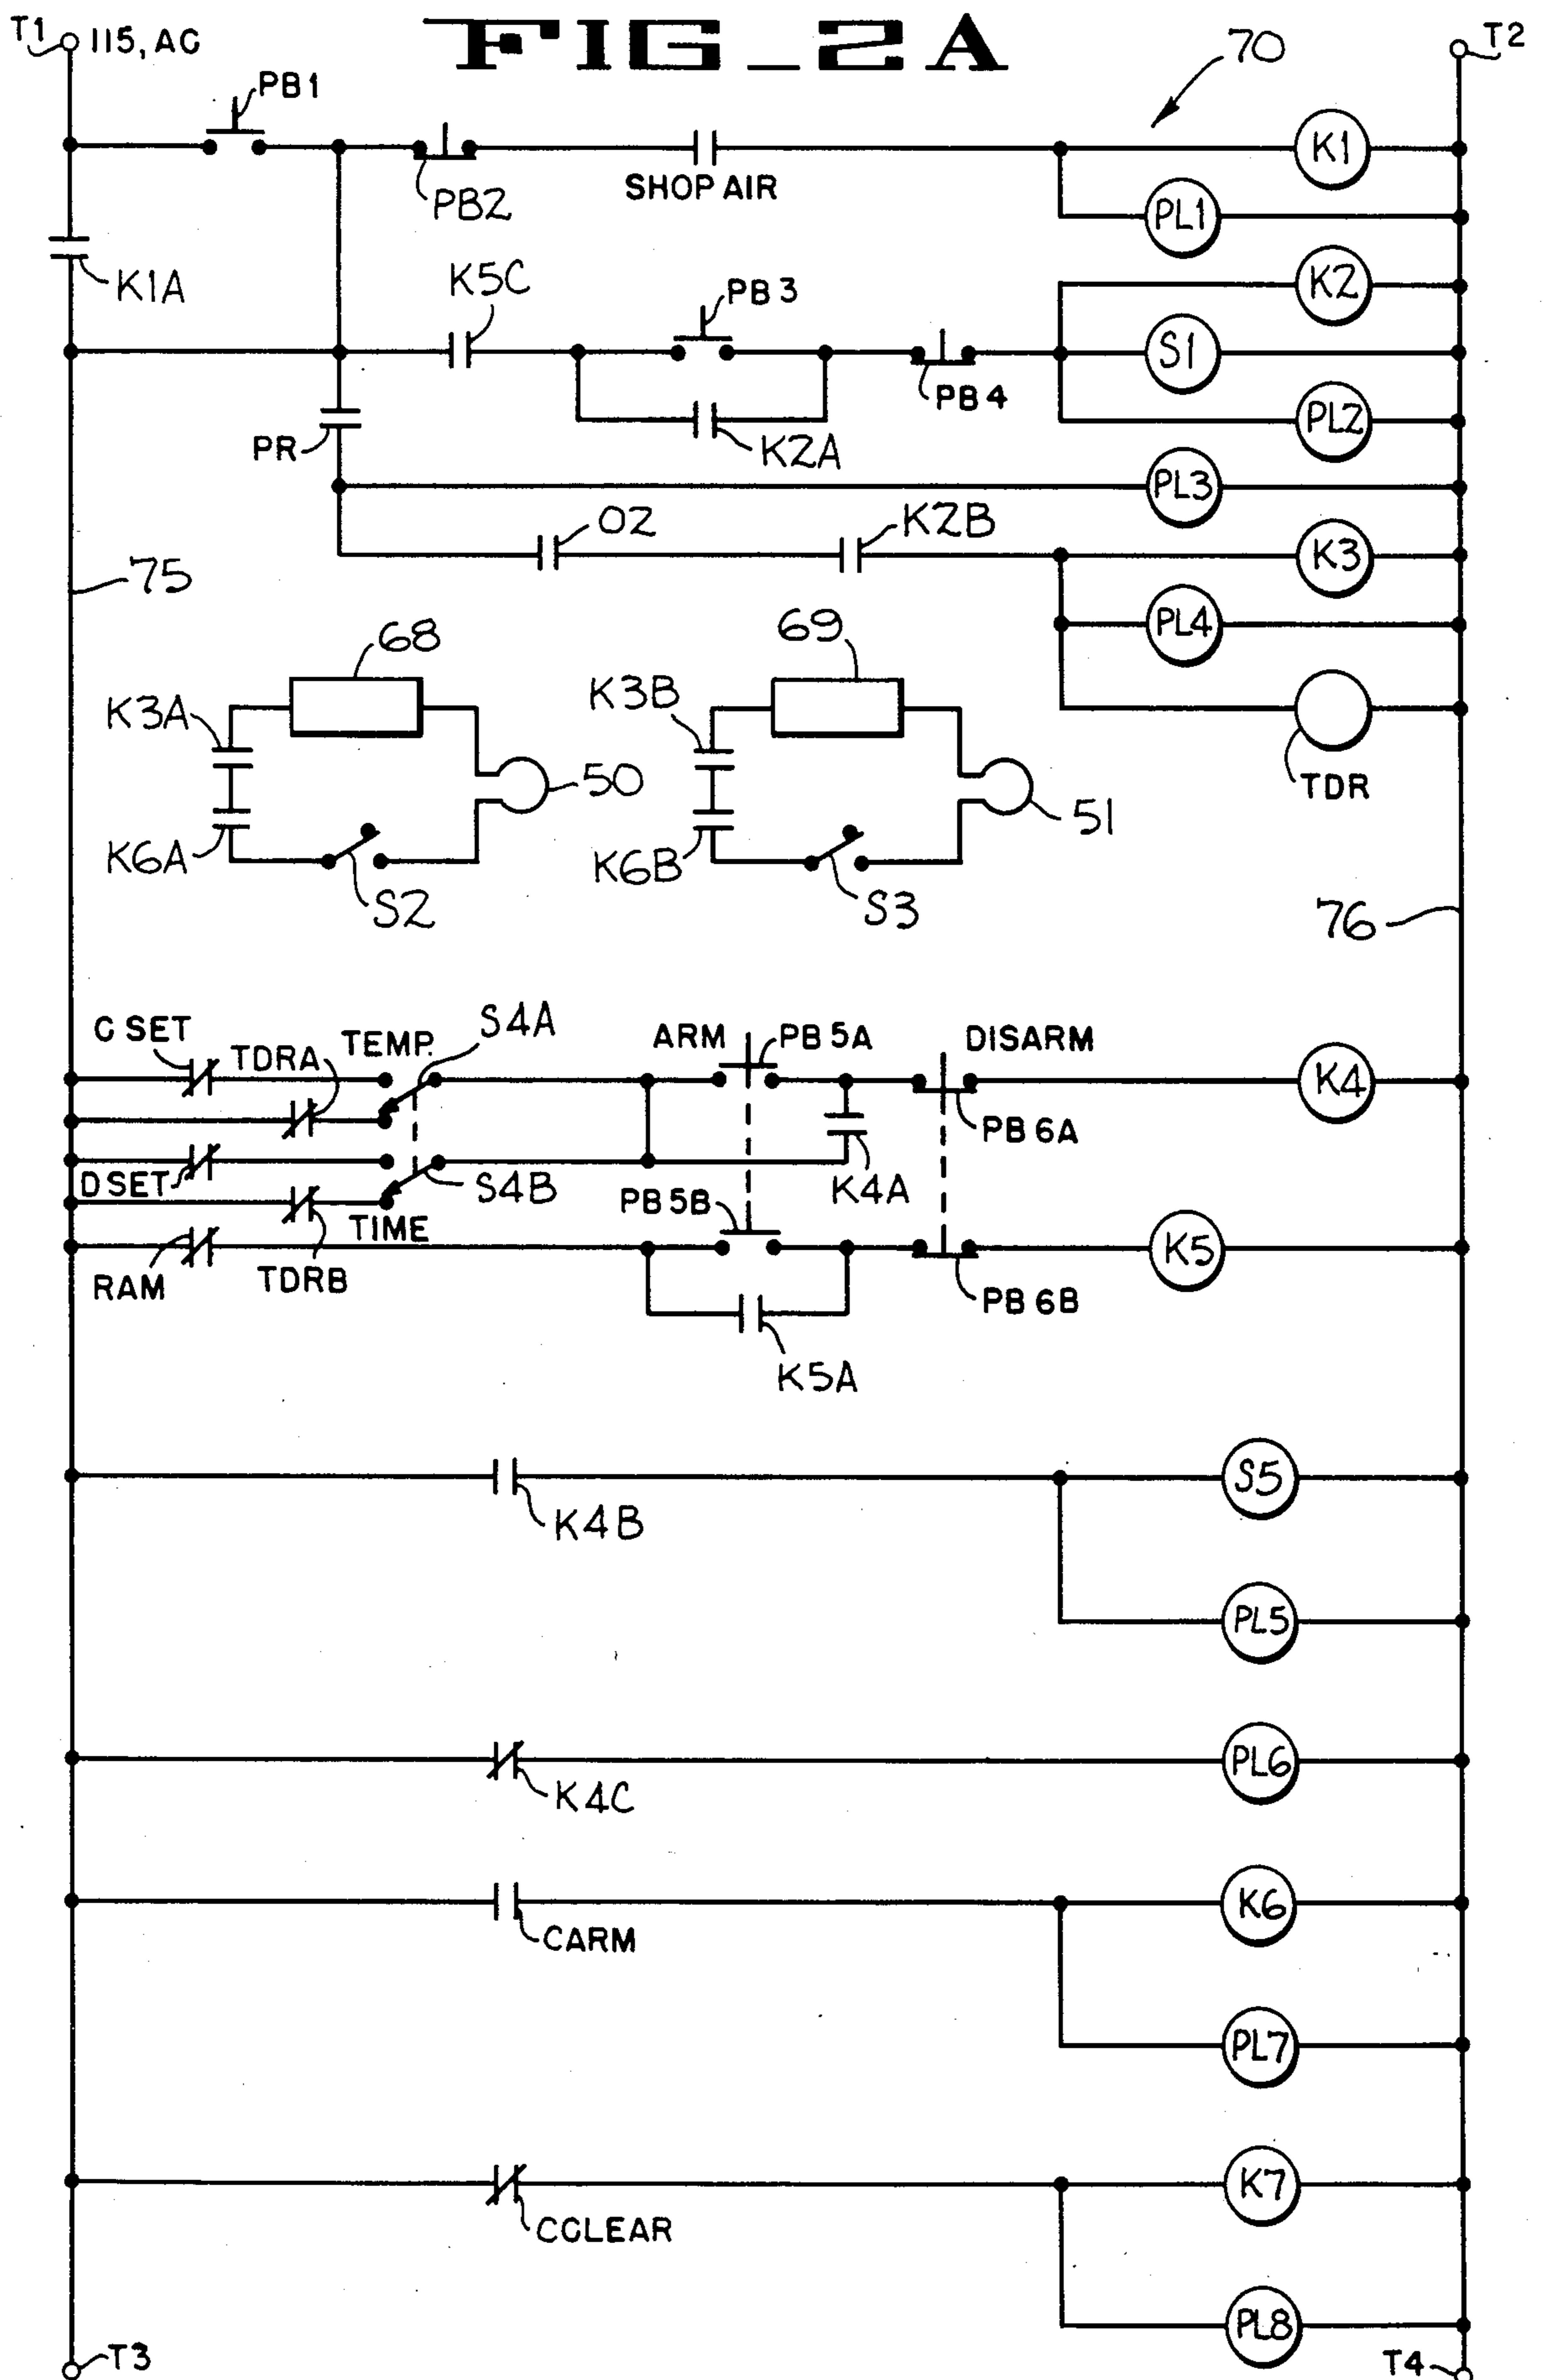 FIG_2A
T1
115, AC
T2
70
PB1
K1
PB2
SHOP AIR
PL1
K1A
K5C
PB3
K2
S1
PB4
PR
K2A
PL2
PL3
O2
K2B
K3
75
PL4
68
69
K3A
K3B
TDR
50
51
K6A
K6B
S2
S3
76
C SET
TDRA
TEMP.
S4A
ARM
PB5A
DISARM
K4
PB6A
D SET
S4B
K4A
TIME
PB5B
K5
RAM
TDRB
PB6B
K5A
S5
K4B
PL5
PL6
K4C
K6
CARM
PL7
K7
CCLEAR
PL8
T3
T4